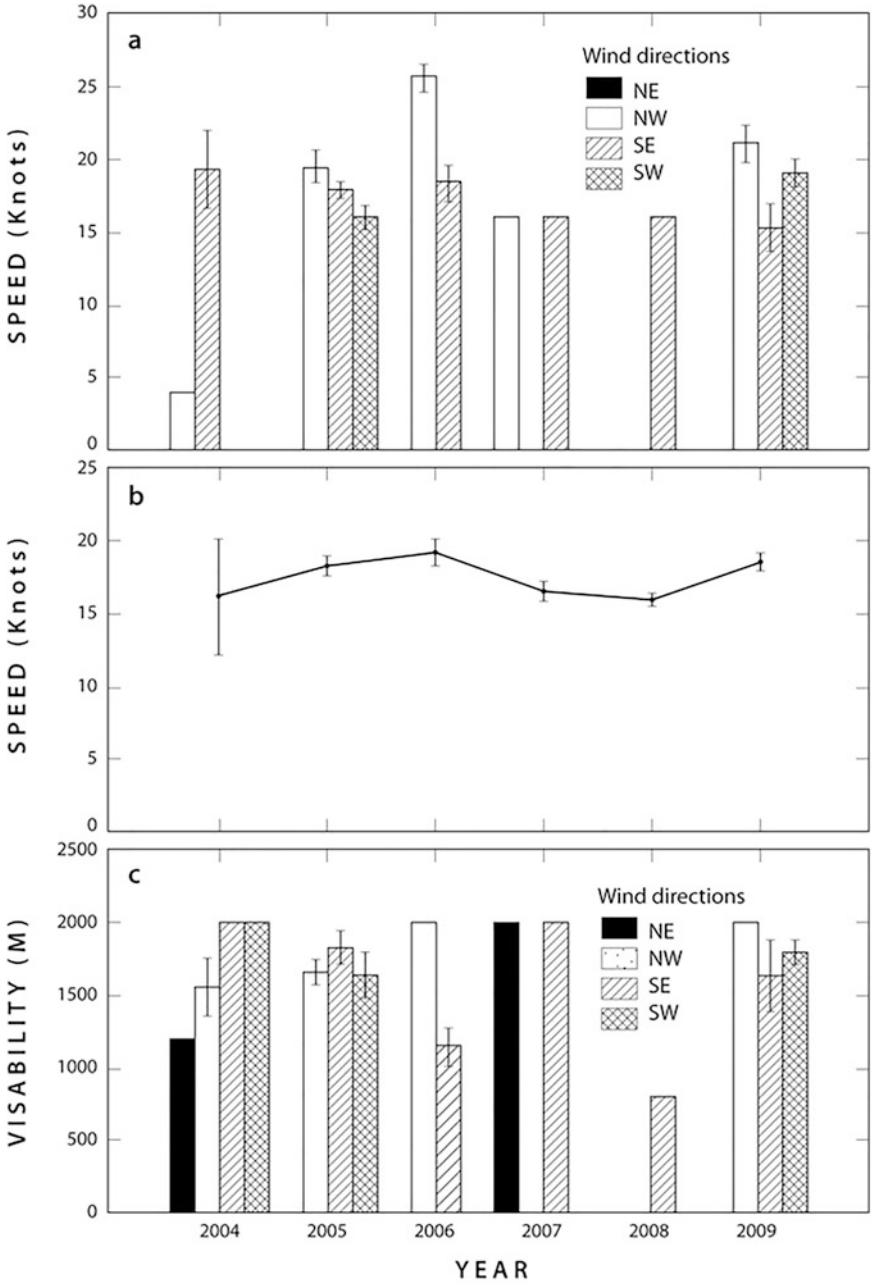 a
Wind directions
NE
NW
SE
SW
30
25
20
15
10
5
0
SPEED (Knots)
b
25
20
15
10
5
0
SPEED (Knots)
c
Wind directions
NE
NW
SE
SW
2500
2000
1500
1000
500
0
VISABILITY (M)
2004 2005 2006 2007 2008 2009
YEAR